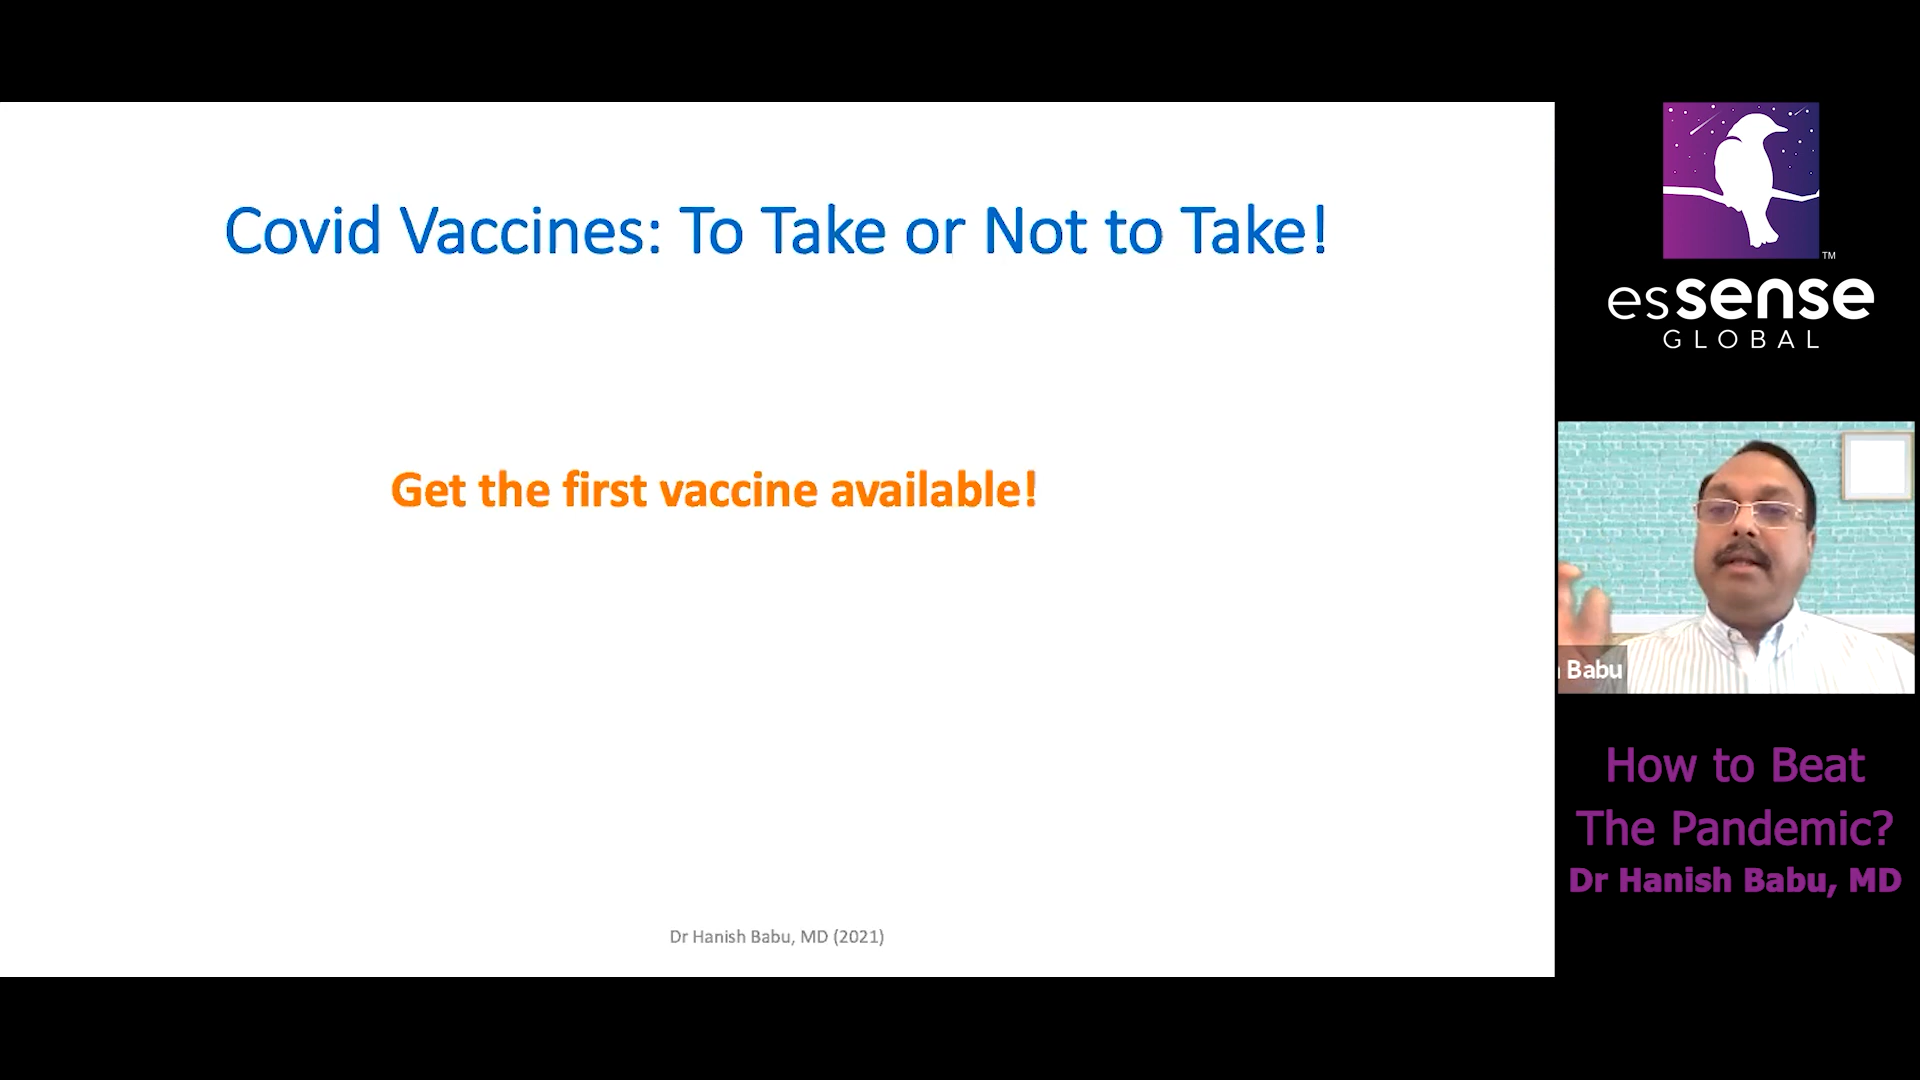 Covid Vaccines: To Take or Not to Take!
Get the first vaccine available!
Dr Hanish Babu, MD (2021)
TM
essense
GLOBAL
Babu
How to Beat
The Pandemic?
Dr Hanish Babu, MD